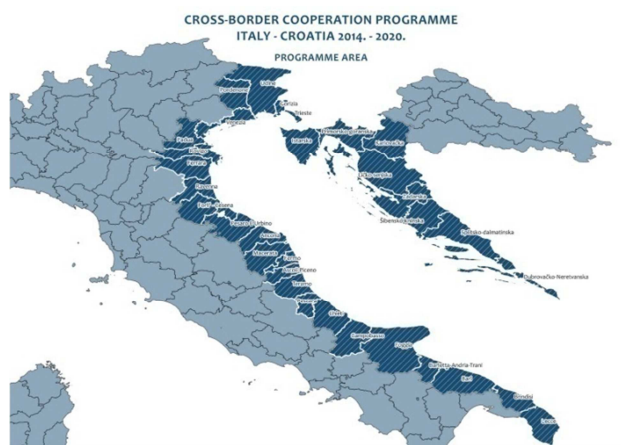 CROSS-BORDER COOPERATION PROGRAMME
ITALY - CROATIA 2014. - 2020.
PROGRAMME AREA
Udine
Pordenone
Gorizia
Trieste
Venezia
Padua
Rovigo
Ferrara
Ravenna
Forlì - Cesena
Pesaro e Urbino
Ancona
Macerata
Fermo
Ascoli Piceno
Teramo
Pescara
Chieti
Campobasso
Foggia
Barletta-Andria-Trani
Bari
Brindisi
Lecce
Istarska
Primorsko-goranska
Karlovačka
Ličko-senjska
Zadarska
Šibensko-kninska
Splitsko-dalmatinska
Dubrovačko-Neretvanska